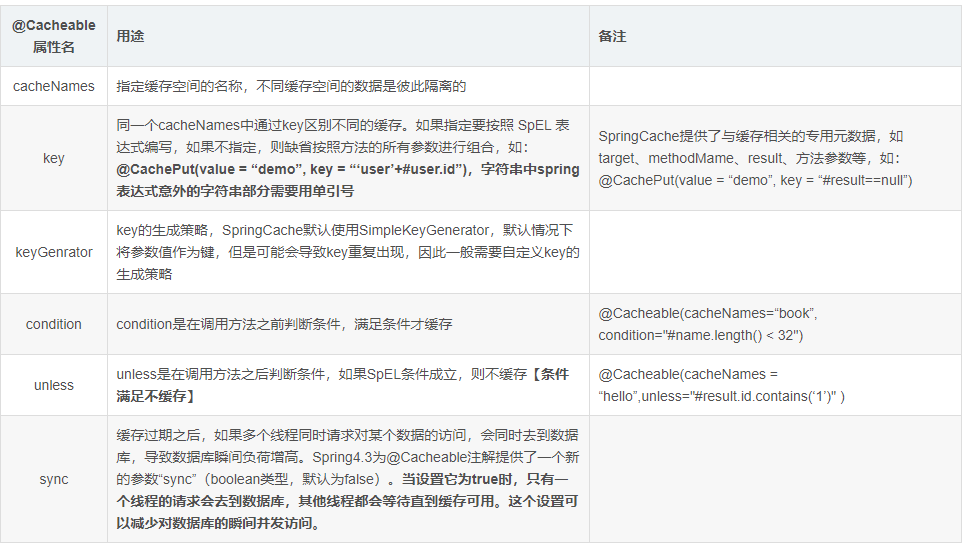 @Cacheable
属性名
用途
备注
cacheNames
指定缓存空间的名称，不同缓存空间的数据是彼此隔离的
key
同一个cacheNames中通过key区别不同的缓存。如果指定要按照 SpEL 表
达式编写，如果不指定，则缺省按照方法的所有参数进行组合，如：
@CachePut(value = “demo”, key = “‘user’+#user.id”)，字符串中spring
表达式意外的字符串部分需要用单引号
SpringCache提供了与缓存相关的专用元数据，如
target、methodMame、result、方法参数等，如：
@CachePut(value = “demo”, key = “#result==null”)
keyGenrator
key的生成策略，SpringCache默认使用SimpleKeyGenerator，默认情况下
将参数值作为键，但是可能会导致key重复出现，因此一般需要自定义key的
生成策略
condition
condition是在调用方法之前判断条件，满足条件才缓存
@Cacheable(cacheNames=“book”,
condition="#name.length() < 32")
unless
unless是在调用方法之后判断条件，如果SpEL条件成立，则不缓存【条件
满足不缓存】
@Cacheable(cacheNames =
“hello”,unless="#result.id.contains(‘1’)" )
sync
缓存过期之后，如果多个线程同时请求对某个数据的访问，会同时去到数据
库，导致数据库瞬间负荷增高。Spring4.3为@Cacheable注解提供了一个新
的参数“sync”（boolean类型，默认为false）。当设置它为true时，只有一
个线程的请求会去到数据库，其他线程都会等待直到缓存可用。这个设置可
以减少对数据库的瞬间并发访问。